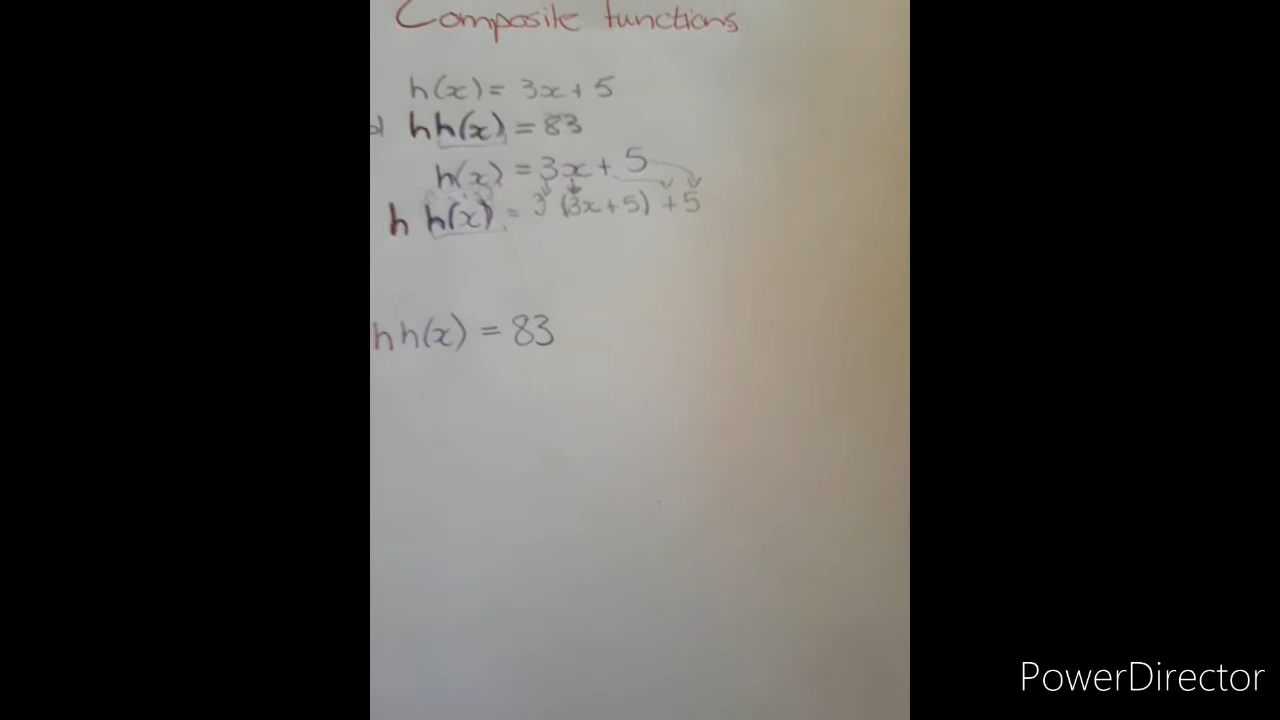 Composite functions
h(x) = 3x + 5
hh(x) = 83
h(x) = 3x + 5
h h(x) = 3 (3x + 5) + 5
hh(x) = 83
PowerDirector